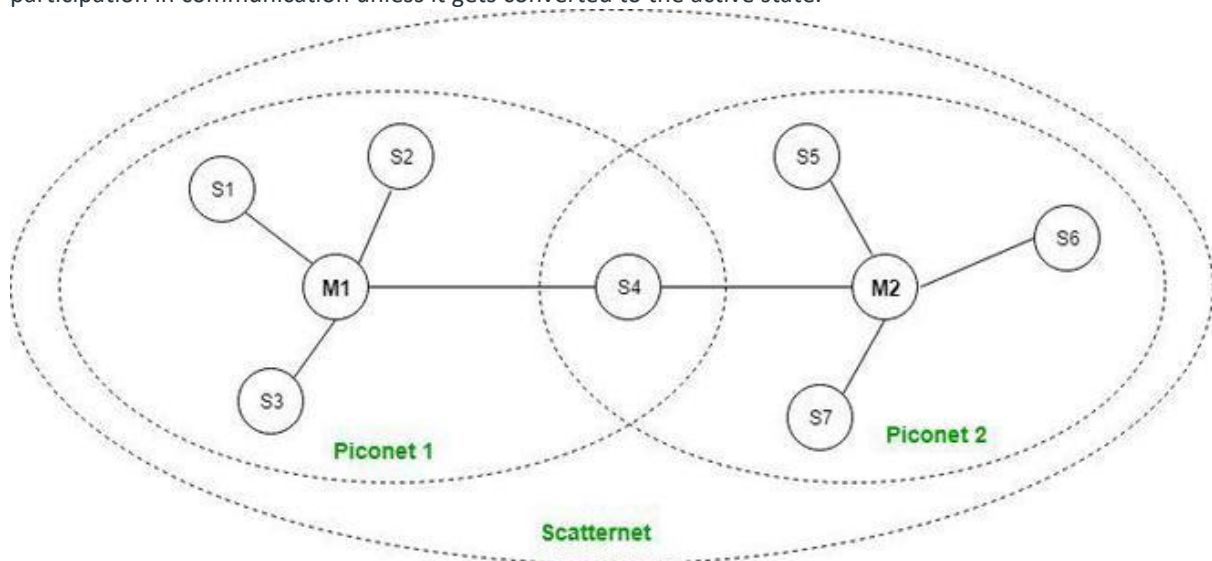 participation in communication unless it gets converted to the active state.
S1
S2
S5
S6
M1
S4
M2
S3
S7
Piconet 1
Piconet 2
Scatternet